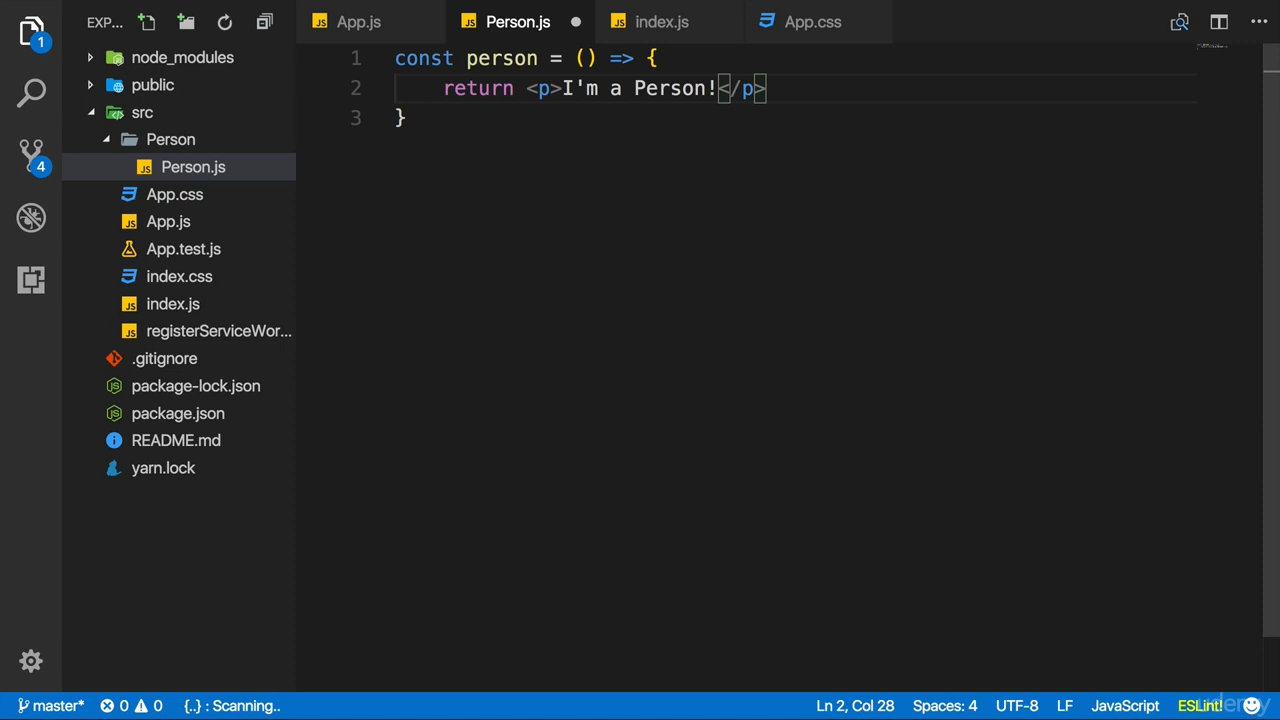 EXP...
App.js
Person.js
index.js
App.css
1
4
node_modules
public
src
Person
Person.js
App.css
App.js
App.test.js
index.css
index.js
registerServiceWor...
.gitignore
package-lock.json
package.json
README.md
yarn.lock
1 const person = () => {
2 return <p>I'm a Person!</p>
3 }
master* 0 0 {..} : Scanning.. Ln 2, Col 28 Spaces: 4 UTF-8 LF JavaScript ESLint!
udemy